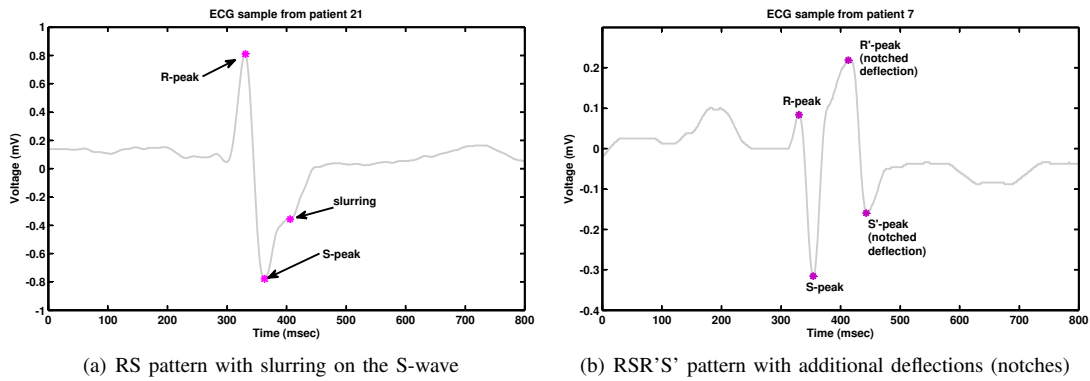 ECG sample from patient 21
1
0.8
0.6
0.4
0.2
0
-0.2
-0.4
-0.6
-0.8
-1
Voltage (mV)
R-peak
slurring
S-peak
0 100 200 300 400 500 600 700 800
Time (msec)
(a) RS pattern with slurring on the S-wave
ECG sample from patient 7
0.2
0.1
0
-0.1
-0.2
-0.3
-0.4
Voltage (mV)
R'-peak
(notched
deflection)
R-peak
S'-peak
(notched
deflection)
S-peak
0 100 200 300 400 500 600 700 800
Time (msec)
(b) RSR'S' pattern with additional deflections (notches)